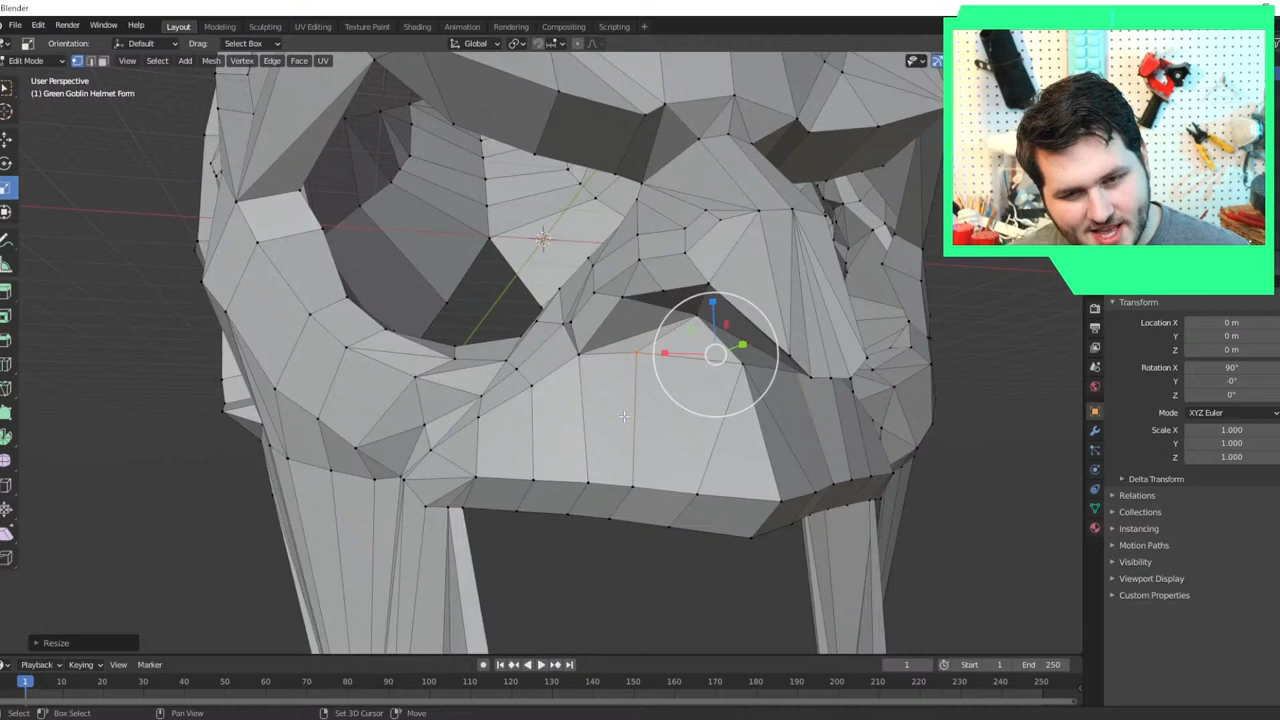 Blender
File Edit Render Window Help Layout Modeling Sculpting UV Editing Texture Paint Shading Animation Rendering Compositing Scripting +
Orientation: Default Drag: Select Box Global
Edit Mode View Select Add Mesh Vertex Edge Face UV
User Perspective
(1) Green Goblin Helmet Form
Transform
Location X 0 m
Y 0 m
Z 0 m
Rotation X 90°
Y -0°
Z 0°
Mode XYZ Euler
Scale X 1.000
Y 1.000
Z 1.000
Delta Transform
Relations
Collections
Instancing
Motion Paths
Visibility
Viewport Display
Custom Properties
Resize
Playback Keying View Marker 1 Start 1 End 250
1 10 20 30 40 50 60 70 80 90 100 110 120 130 140 150 160 170 180 190 200 210 220 230 240 250
Select Box Select Pan View Set 3D Cursor Move